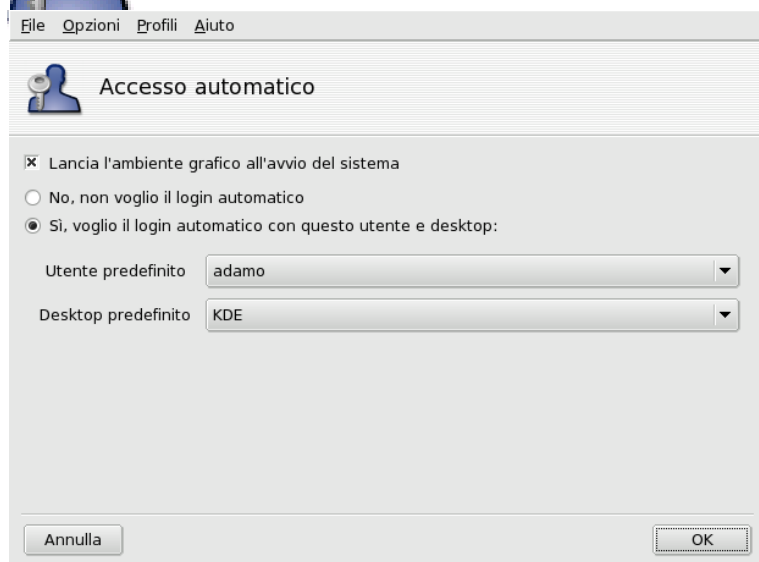 File Opzioni Profili Aiuto
Accesso automatico
Lancia l'ambiente grafico all'avvio del sistema
No, non voglio il login automatico
Sì, voglio il login automatico con questo utente e desktop:
Utente predefinito adamo
Desktop predefinito KDE
Annulla OK